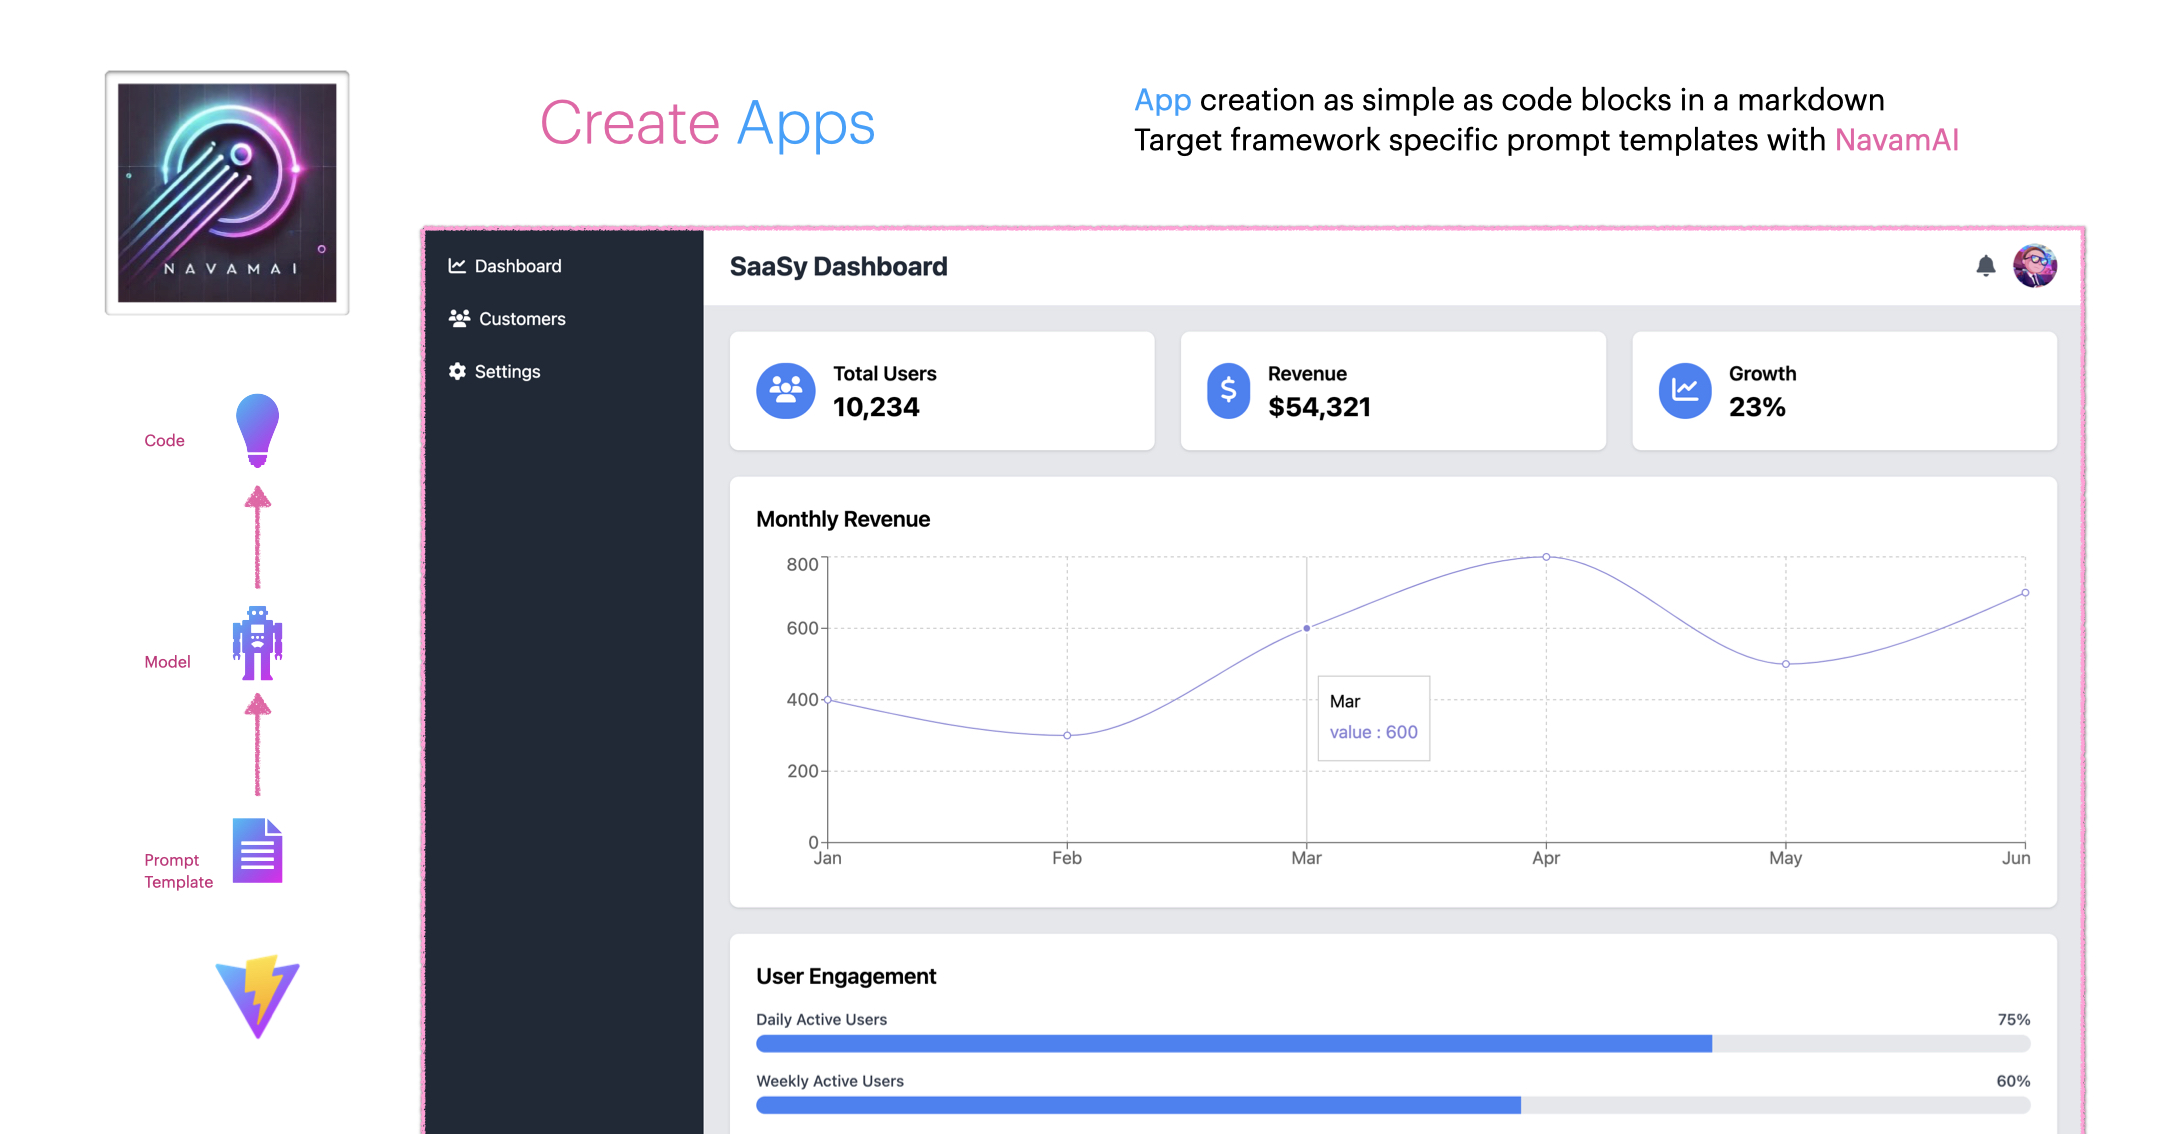 NAVAMAI
Create Apps
App creation as simple as code blocks in a markdown
Target framework specific prompt templates with NavamAI
Code
Model
Prompt
Template
Dashboard
Customers
Settings
SaaSy Dashboard
Total Users
10,234
Revenue
$54,321
Growth
23%
Monthly Revenue
800
600
400
200
0
Mar
value : 600
Jan Feb Mar Apr May Jun
User Engagement
Daily Active Users 75%
Weekly Active Users 60%